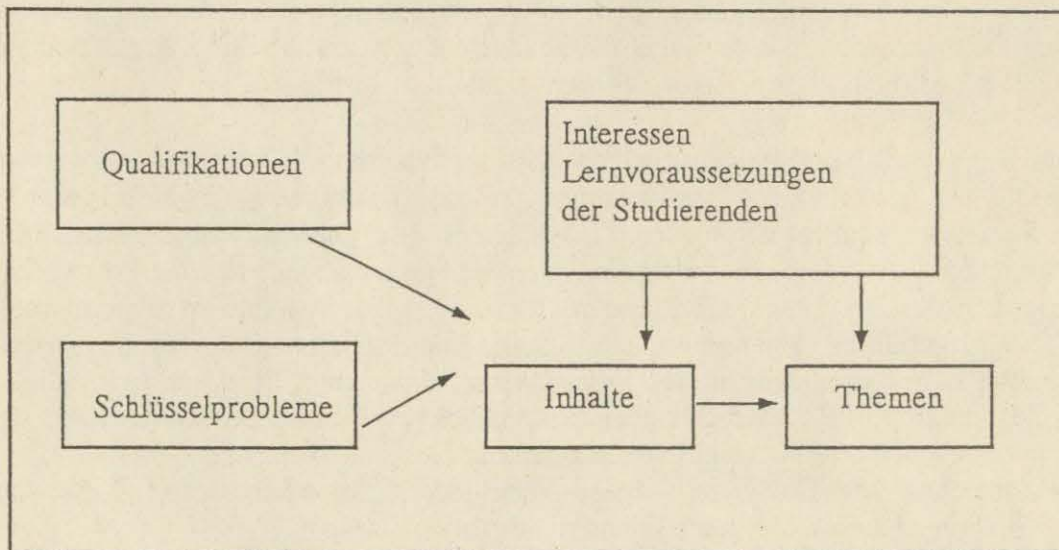 Qualifikationen
Interessen
Lernvoraussetzungen
der Studierenden
Schlüsselprobleme
Inhalte
Themen